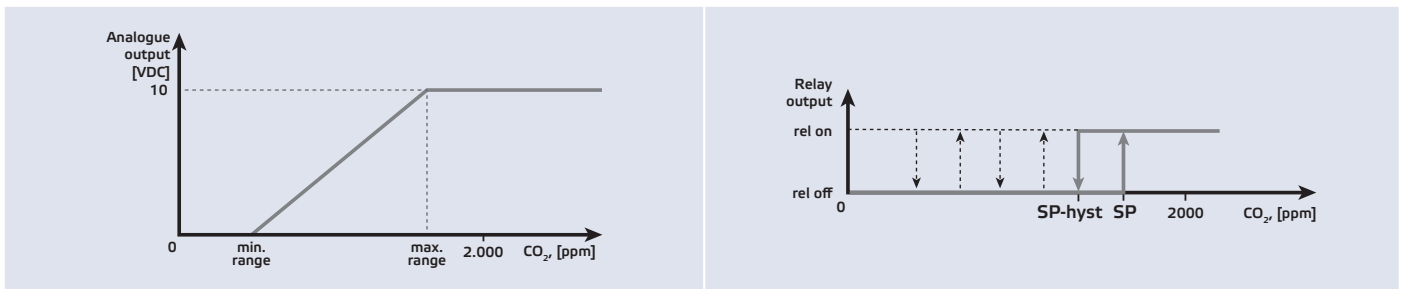 Analogue
output
[VDC]
10
0
min.
range
max.
range
2.000
CO₂, [ppm]
Relay
output
rel on
rel off
0
SP-hyst
SP
2000
CO₂, [ppm]